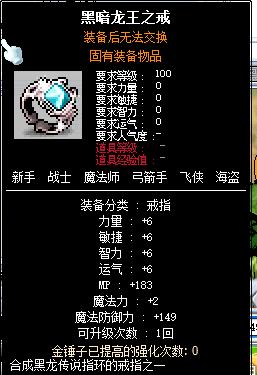 黑暗龙王之戒
装备后无法交换
固有装备物品
要求等级： 100
要求力量： 0
要求敏捷： 0
要求智力： 0
要求运气： 0
要求人气度：-
道具等级： -
道具经验值： -
新手 战士 魔法师 弓箭手 飞侠 海盗
装备分类 : 戒指
力量 : +6
敏捷 : +6
智力 : +6
运气 : +6
MP : +183
魔法力 : +2
魔法防御力 : +149
可升级次数 : 1回
金锤子已提高的强化次数: 0
合成黑龙传说指环的戒指之一